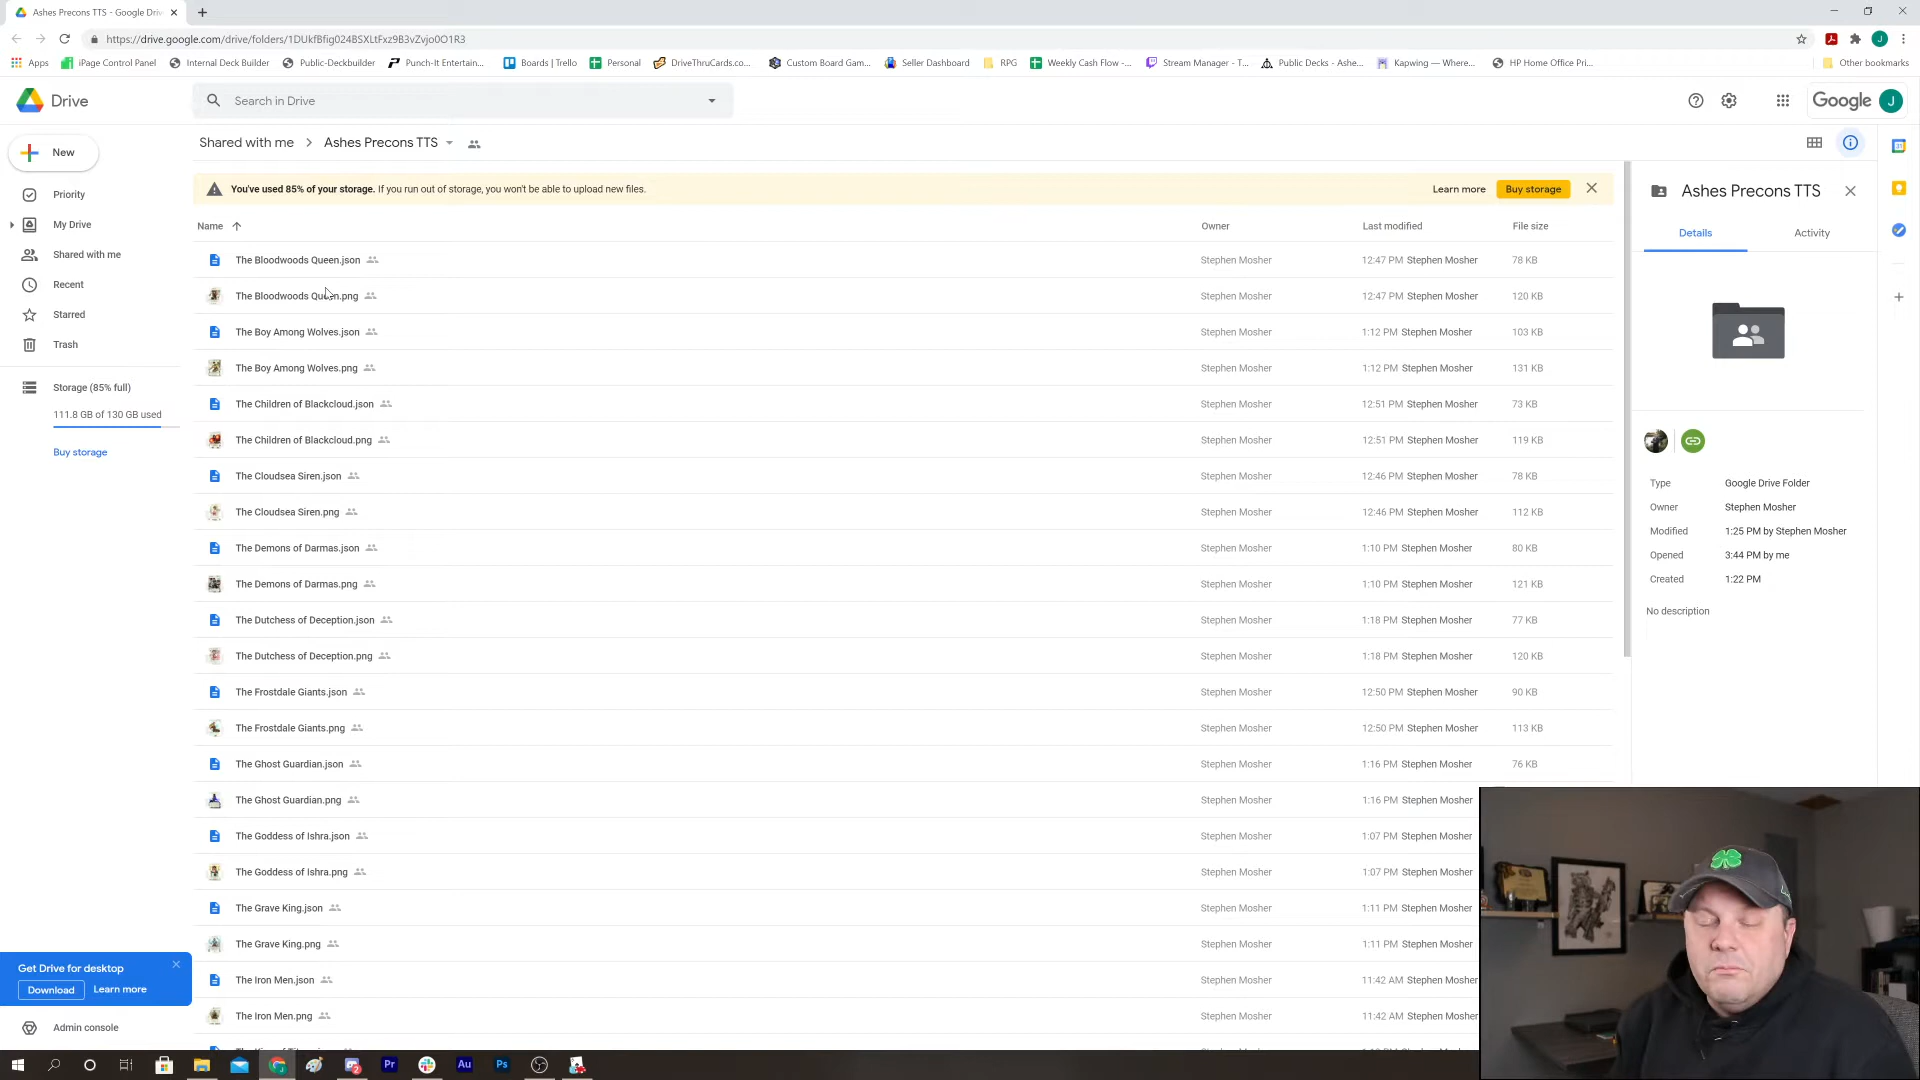 Ashes Precons TTS - Google Driv
https://drive.google.com/drive/folders/1DUkfBfig024BSXLtFxz9B3vZvjo0O1R3
Apps iPage Control Panel Internal Deck Builder Public-Deckbuilder Punch-It Entertain... Boards | Trello Personal DriveThruCards.co... Custom Board Gam... Seller Dashboard RPG Weekly Cash Flow -... Stream Manager - T... Public Decks - Ashe... Kapwing — Where... HP Home Office Pri... Other bookmarks
Drive
Search in Drive
Google J
New
Priority
My Drive
Shared with me
Recent
Starred
Trash
Storage (85% full)
111.8 GB of 130 GB used
Buy storage
Get Drive for desktop
Download Learn more
Admin console
Shared with me > Ashes Precons TTS
You've used 85% of your storage. If you run out of storage, you won't be able to upload new files. Learn more Buy storage
Name Owner Last modified File size
The Bloodwoods Queen.json Stephen Mosher 12:47 PM Stephen Mosher 78 KB
The Bloodwoods Queen.png Stephen Mosher 12:47 PM Stephen Mosher 120 KB
The Boy Among Wolves.json Stephen Mosher 1:12 PM Stephen Mosher 103 KB
The Boy Among Wolves.png Stephen Mosher 1:12 PM Stephen Mosher 131 KB
The Children of Blackcloud.json Stephen Mosher 12:51 PM Stephen Mosher 73 KB
The Children of Blackcloud.png Stephen Mosher 12:51 PM Stephen Mosher 119 KB
The Cloudsea Siren.json Stephen Mosher 12:46 PM Stephen Mosher 78 KB
The Cloudsea Siren.png Stephen Mosher 12:46 PM Stephen Mosher 112 KB
The Demons of Darmas.json Stephen Mosher 1:10 PM Stephen Mosher 80 KB
The Demons of Darmas.png Stephen Mosher 1:10 PM Stephen Mosher 121 KB
The Dutchess of Deception.json Stephen Mosher 1:18 PM Stephen Mosher 77 KB
The Dutchess of Deception.png Stephen Mosher 1:18 PM Stephen Mosher 120 KB
The Frostdale Giants.json Stephen Mosher 12:50 PM Stephen Mosher 90 KB
The Frostdale Giants.png Stephen Mosher 12:50 PM Stephen Mosher 113 KB
The Ghost Guardian.json Stephen Mosher 1:16 PM Stephen Mosher 76 KB
The Ghost Guardian.png Stephen Mosher 1:16 PM Stephen Mosher
The Goddess of Ishra.json Stephen Mosher 1:07 PM Stephen Mosher
The Goddess of Ishra.png Stephen Mosher 1:07 PM Stephen Mosher
The Grave King.json Stephen Mosher 1:11 PM Stephen Mosher
The Grave King.png Stephen Mosher 1:11 PM Stephen Mosher
The Iron Men.json Stephen Mosher 11:42 AM Stephen Mosher
The Iron Men.png Stephen Mosher 11:42 AM Stephen Mosher
Ashes Precons TTS
Details Activity
Type Google Drive Folder
Owner Stephen Mosher
Modified 1:25 PM by Stephen Mosher
Opened 3:44 PM by me
Created 1:22 PM
No description
Pr Au Ps